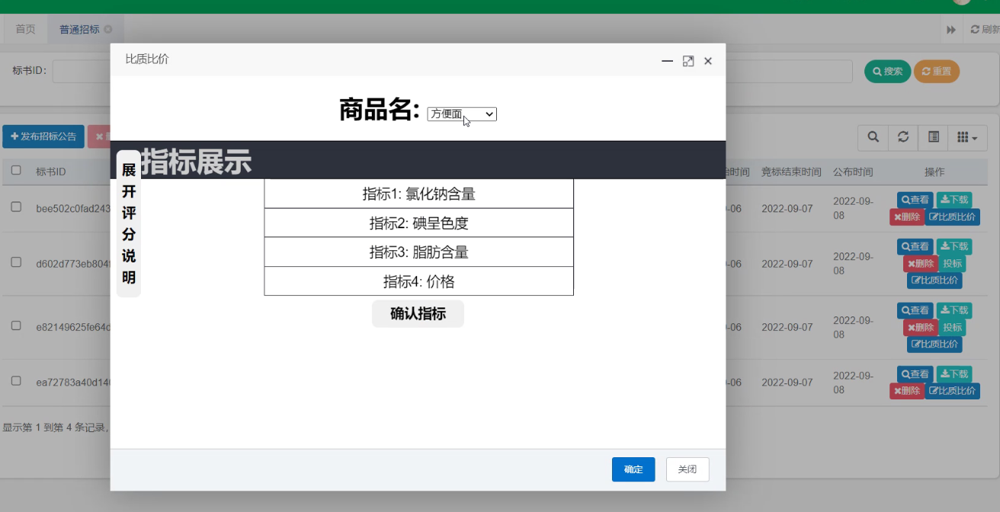 首页
普通招标
刷新
标书ID:
搜索
重置
发布招标公告
标书ID
始时间
竞标结束时间
公布时间
操作
bee502c0fad243
-06
2022-09-07
2022-09-
08
查看
下载
删除
比质比价
d602d773eb804
-06
2022-09-07
2022-09-
08
查看
下载
删除
投标
比质比价
e82149625fe64d
-06
2022-09-07
2022-09-
08
查看
下载
删除
投标
比质比价
ea72783a40d14
-06
2022-09-07
2022-09-
08
查看
下载
删除
比质比价
显示第 1 到第 4 条记录,
比质比价
商品名:
方便面
指标展示
展
开
评
分
说
明
指标1: 氯化钠含量
指标2: 碘呈色度
指标3: 脂肪含量
指标4: 价格
确认指标
确定
关闭